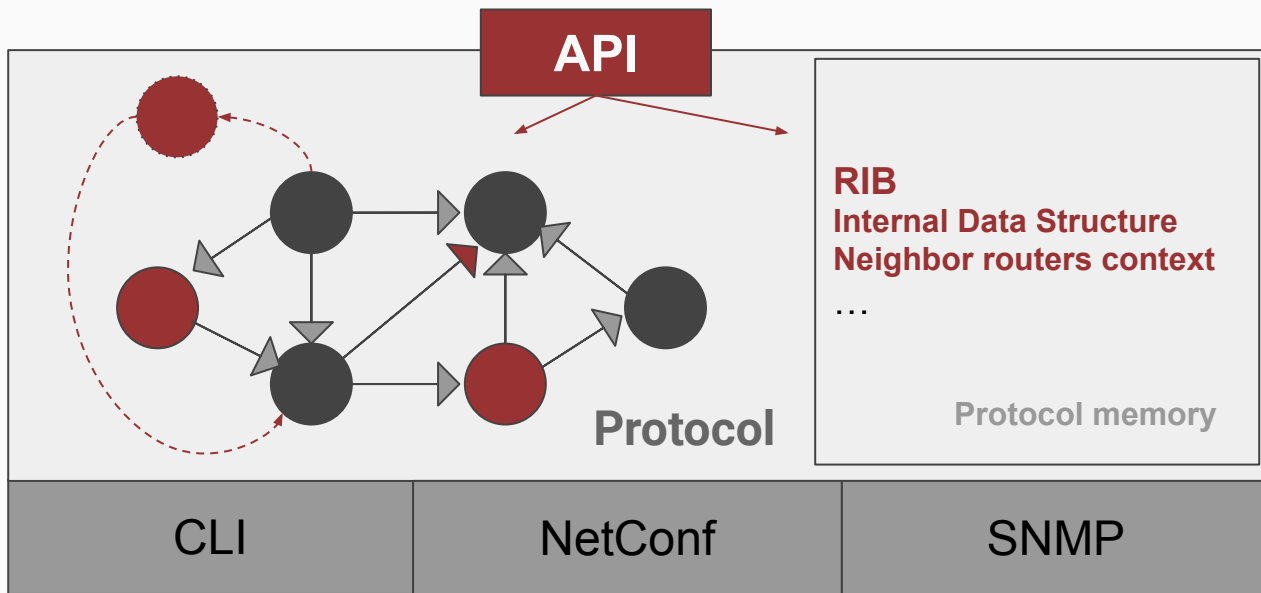 API
RIB
Internal Data Structure
Neighbor routers context
...
Protocol memory
Protocol
CLI
NetConf
SNMP